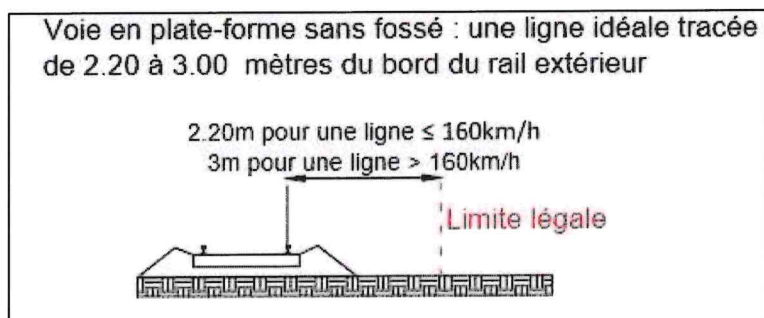 Voie en plate-forme sans fossé : une ligne idéale tracée
de 2.20 à 3.00 mètres du bord du rail extérieur
2.20m pour une ligne ≤ 160km/h
3m pour une ligne > 160km/h
Limite légale